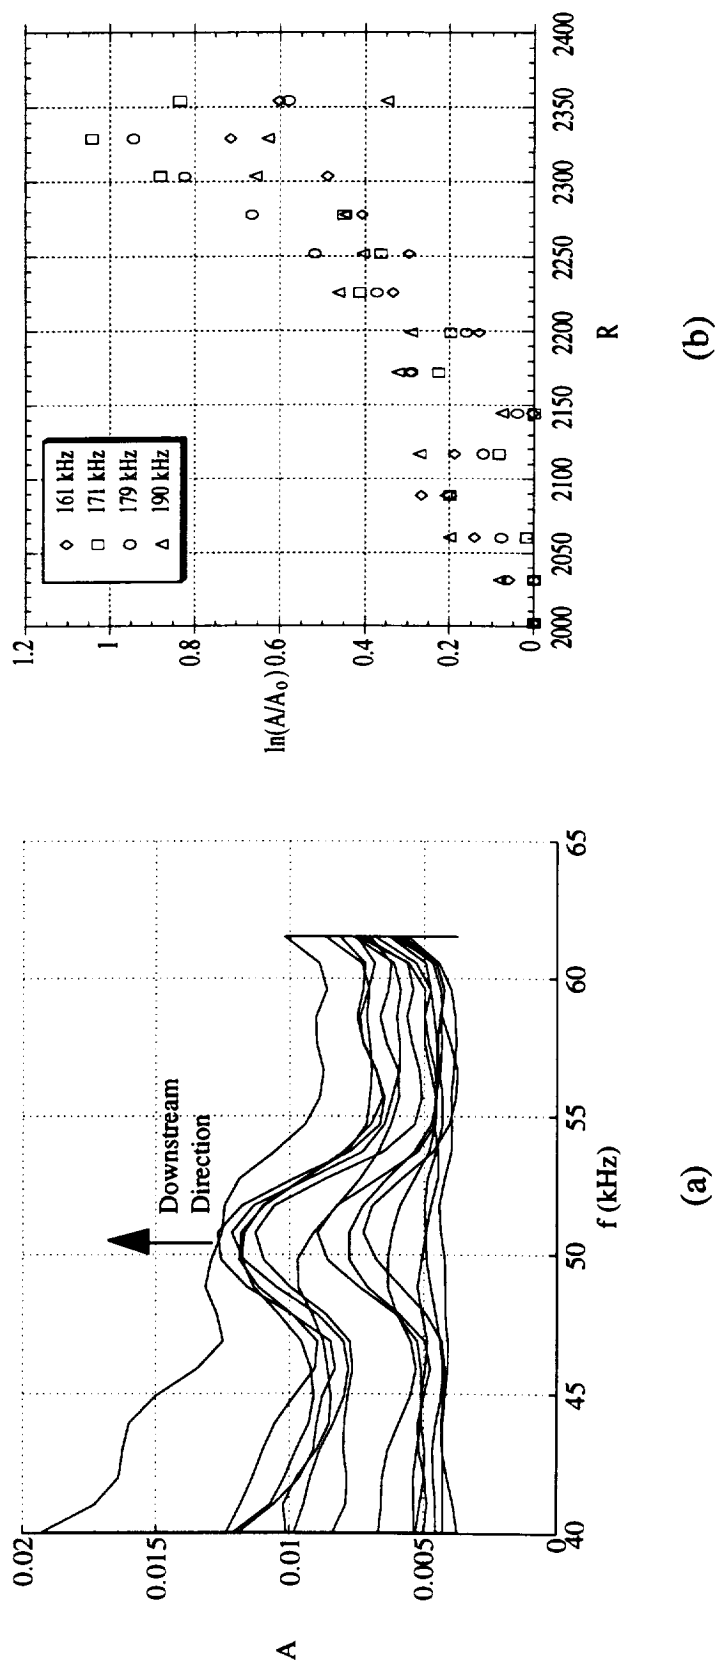 0.02
0.015
0.01
0.005
0
A
Downstream
Direction
40
45
50
55
60
65
f (kHz)
(a)
1.2
1
0.8
ln(A/A₀) 0.6
0.4
0.2
0
161 kHz
171 kHz
179 kHz
190 kHz
2000
2050
2100
2150
2200
2250
2300
2350
2400
R
(b)